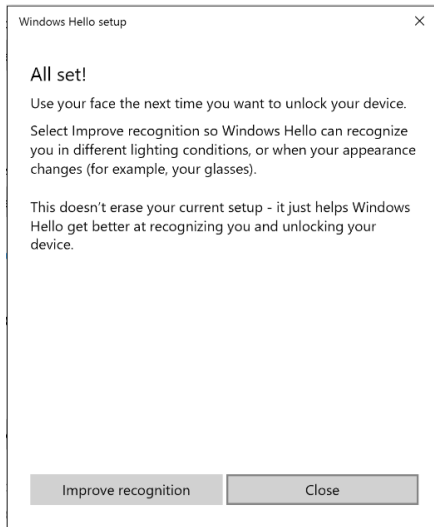 Windows Hello setup
All set!
Use your face the next time you want to unlock your device.
Select Improve recognition so Windows Hello can recognize
you in different lighting conditions, or when your appearance
changes (for example, your glasses).
This doesn't erase your current setup - it just helps Windows
Hello get better at recognizing you and unlocking your
device.
Improve recognition
Close